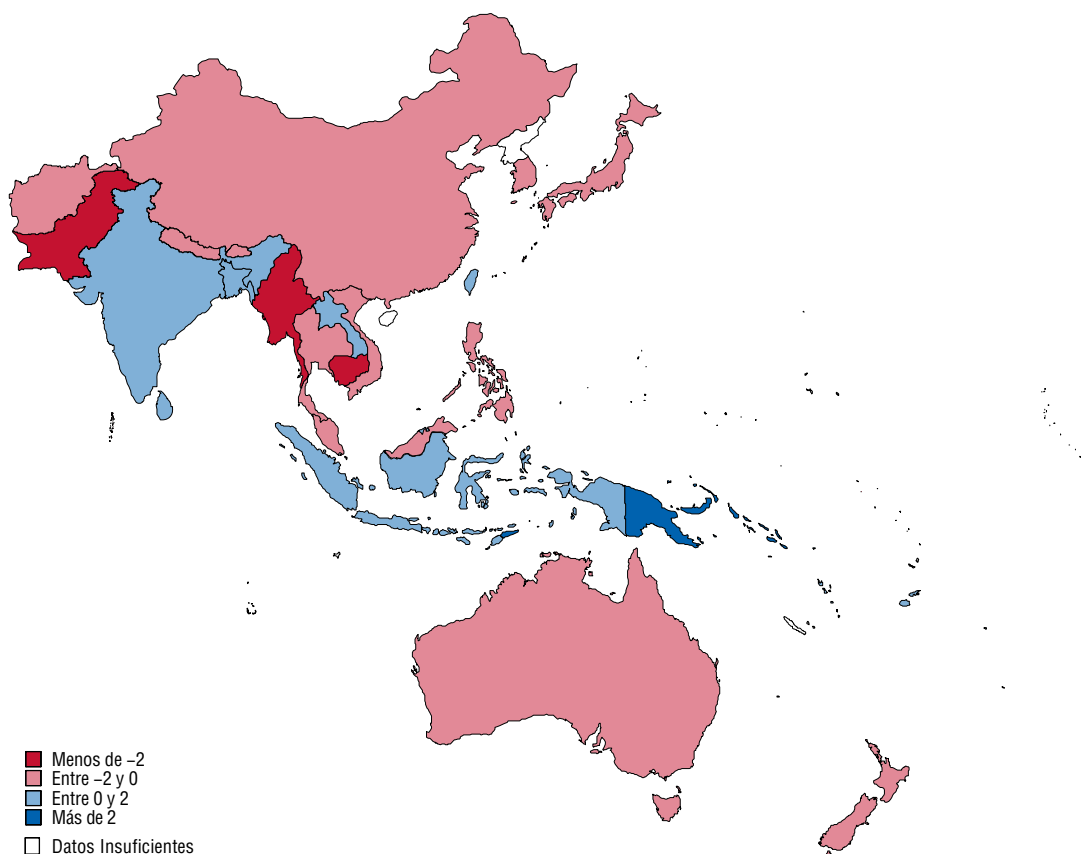 Menos de −2
Entre −2 y 0
Entre 0 y 2
Más de 2
Datos Insuficientes